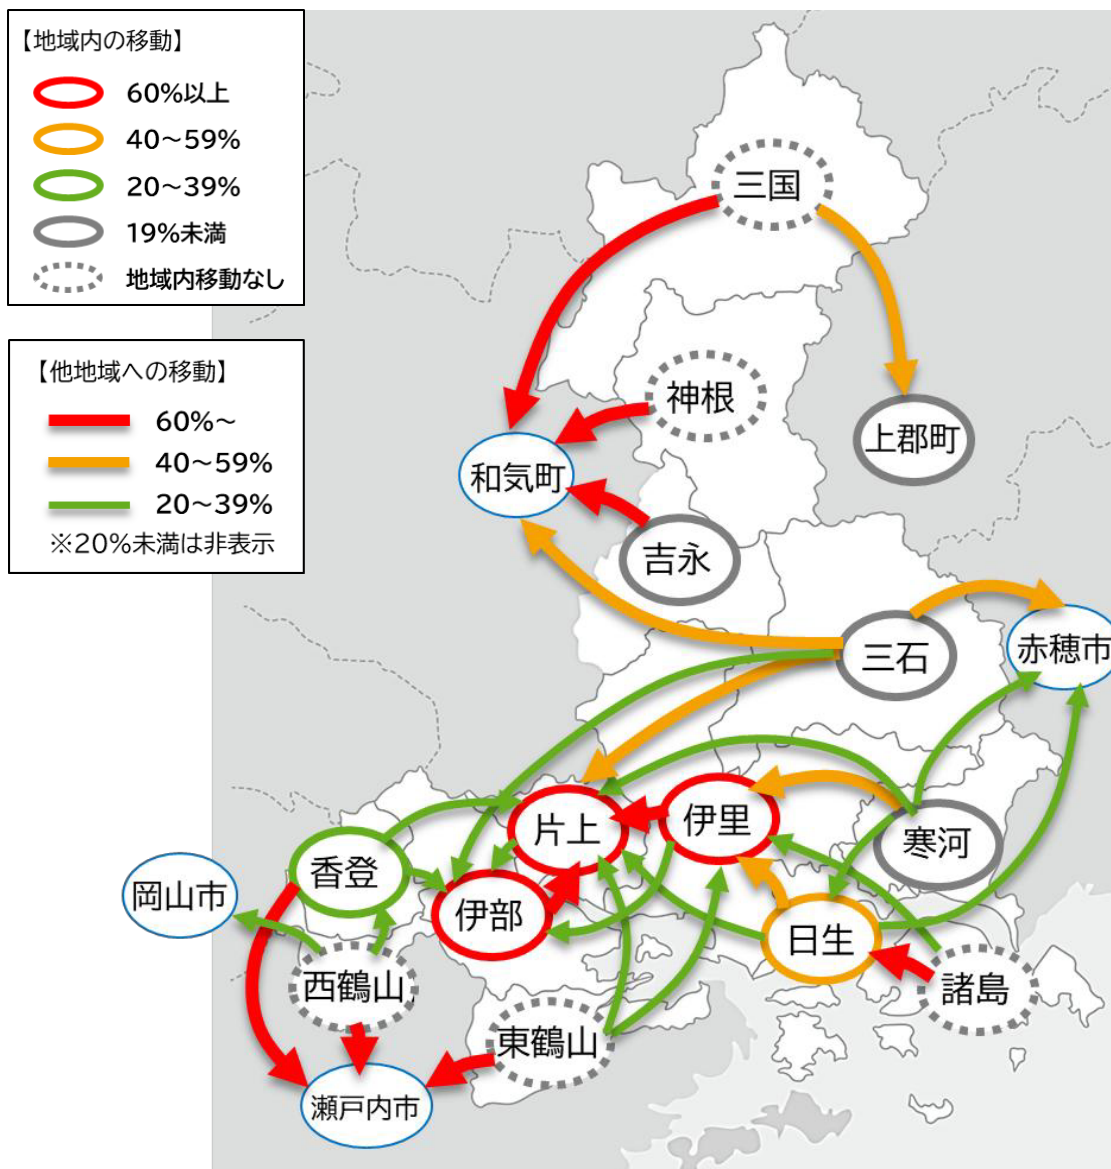 【地域内の移動】
60%以上
40～59%
20～39%
19%未満
地域内移動なし
【他地域への移動】
60%～
40～59%
20～39%
※20%未満は非表示
三国
神根
上郡町
和気町
吉永
三石
赤穂市
片上
伊里
寒河
香登
岡山市
伊部
日生
西鶴山
諸島
東鶴山
瀬戸内市